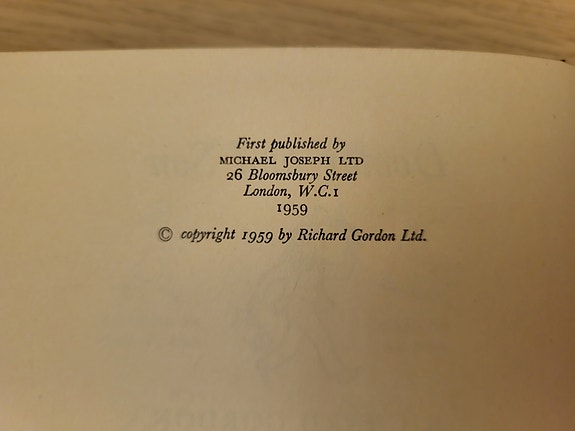 First published by
MICHAEL JOSEPH LTD
26 Bloomsbury Street
London, W.C.1
1959
© copyright 1959 by Richard Gordon Ltd.